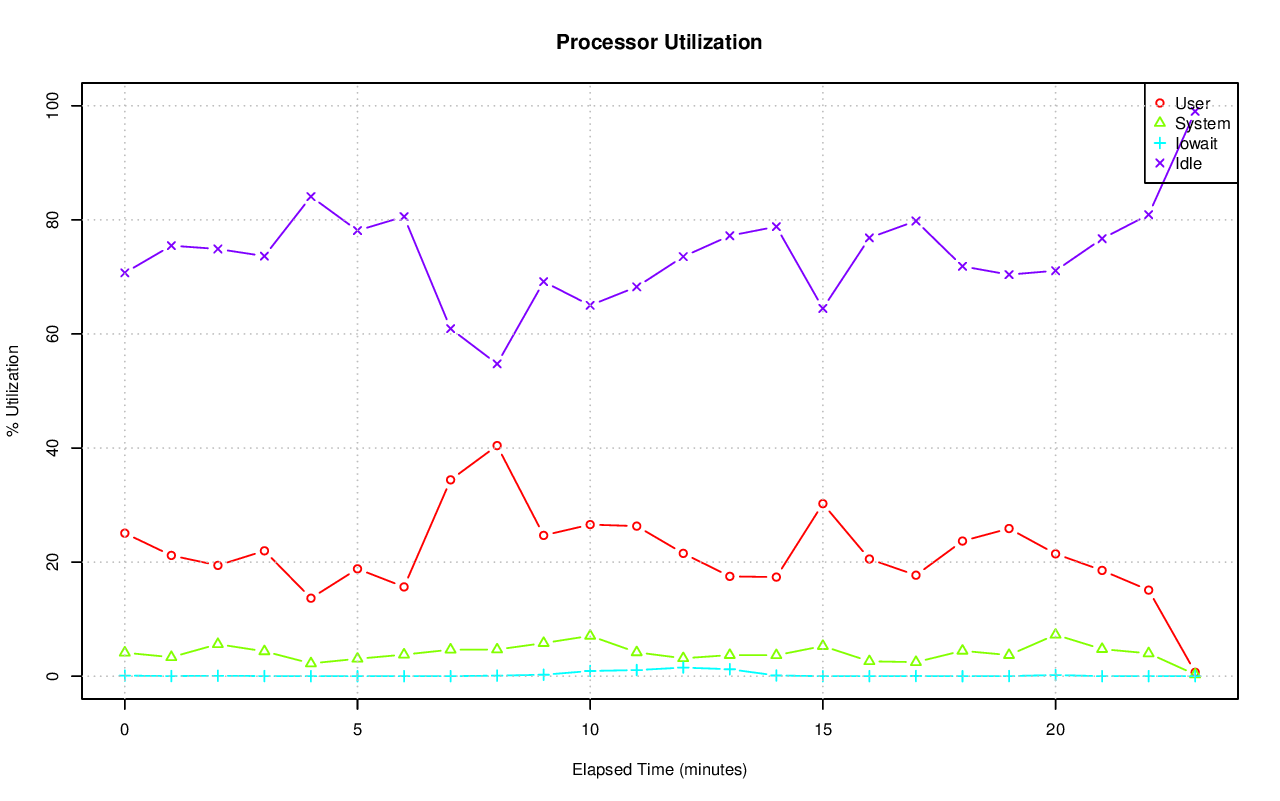 Processor Utilization
100
80
60
40
20
0
% Utilization
User
System
Iowait
Idle
0 5 10 15 20
Elapsed Time (minutes)